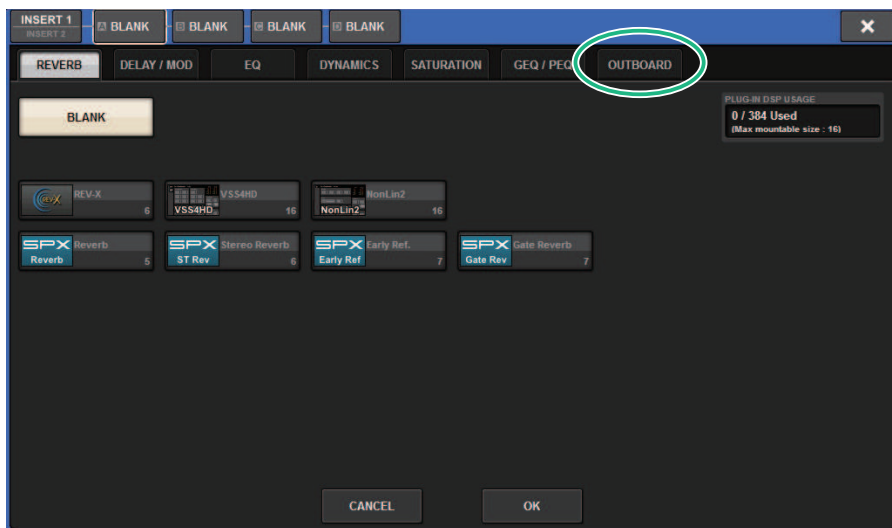 INSERT 1
INSERT 2
A BLANK
B BLANK
C BLANK
D BLANK
REVERB
DELAY / MOD
EQ
DYNAMICS
SATURATION
GEQ / PEQ
OUTBOARD
BLANK
PLUG-IN DSP USAGE
0 / 384 Used
(Max mountable size : 16)
REV-X
REV-X
6
VSS4HD
VSS4HD
16
NonLin2
NonLin2
16
SPX
Reverb
Reverb
5
SPX
ST Rev
Stereo Reverb
6
SPX
Early Ref
Early Ref.
7
SPX
Gate Rev
Gate Reverb
7
CANCEL
OK